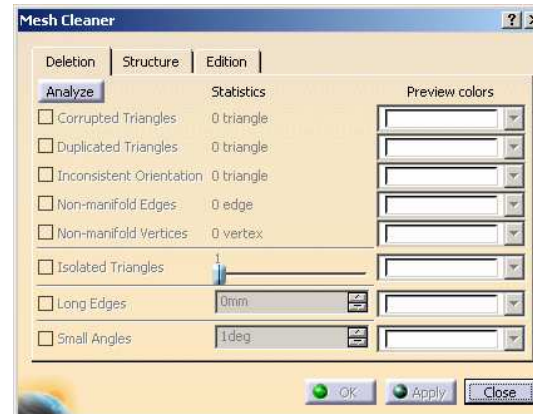 Mesh Cleaner
Deletion Structure Edition
Analyze Statistics Preview colors
Corrupted Triangles 0 triangle
Duplicated Triangles 0 triangle
Inconsistent Orientation 0 triangle
Non-manifold Edges 0 edge
Non-manifold Vertices 0 vertex
Isolated Triangles 1
Long Edges 0mm
Small Angles 1deg
OK Apply Close